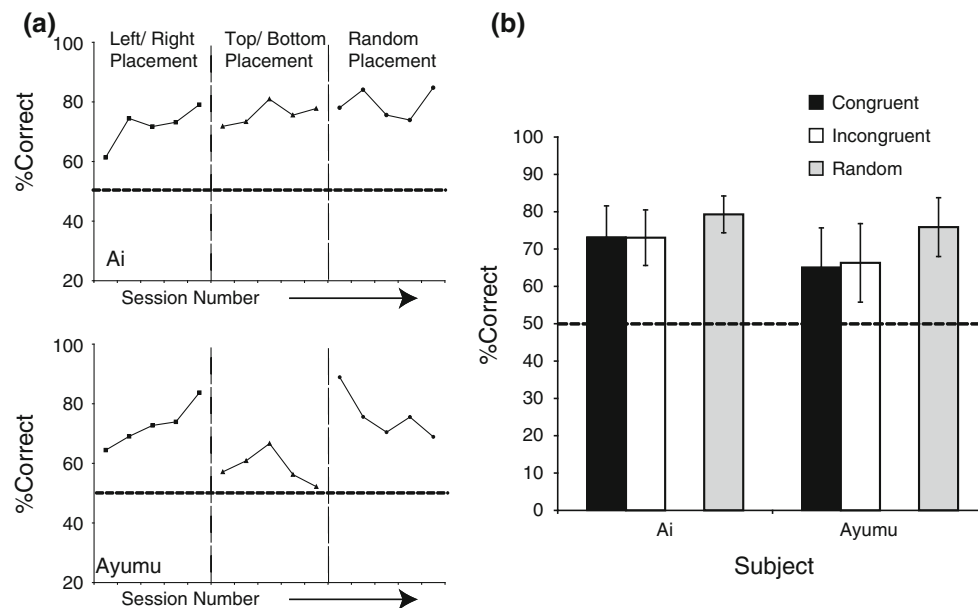 (a)
Left/ Right Placement
Top/ Bottom Placement
Random Placement
%Correct
100
80
60
40
20
Ai
Session Number
%Correct
100
80
60
40
20
Ayumu
Session Number
(b)
Congruent
Incongruent
Random
%Correct
100
90
80
70
60
50
40
30
20
10
0
Ai
Ayumu
Subject